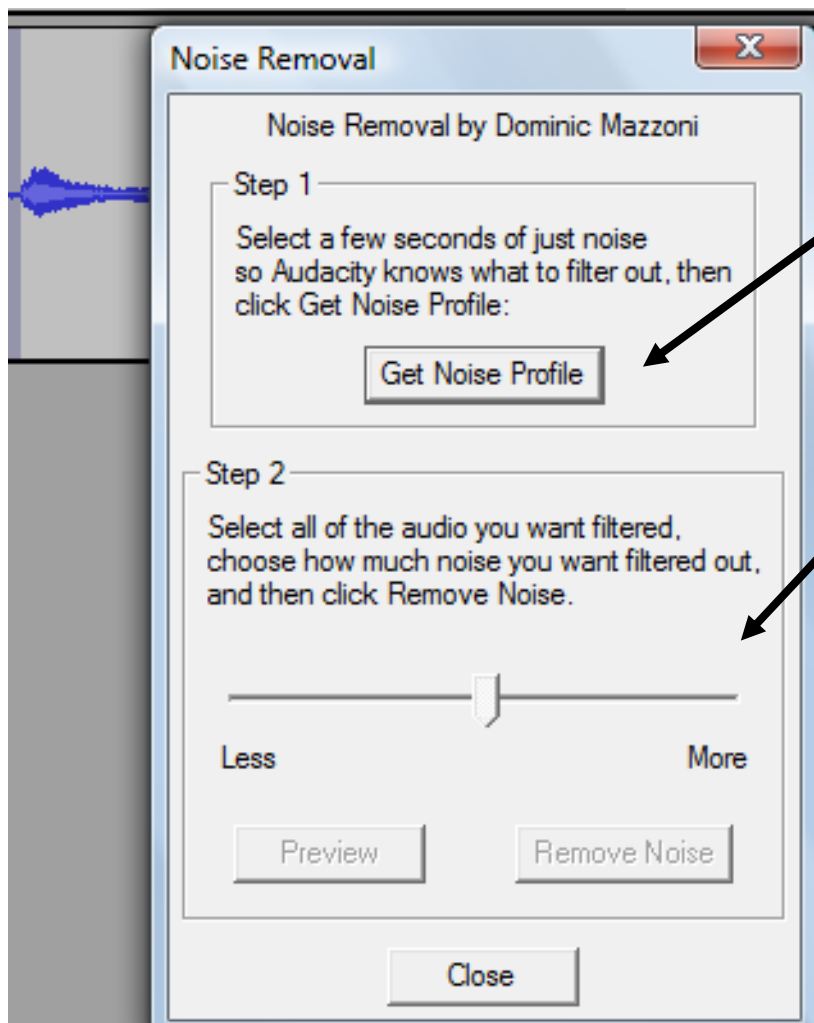 Noise Removal
Noise Removal by Dominic Mazzoni
Step 1
Select a few seconds of just noise
so Audacity knows what to filter out, then
click Get Noise Profile:
Get Noise Profile
Step 2
Select all of the audio you want filtered,
choose how much noise you want filtered out,
and then click Remove Noise.
Less More
Preview Remove Noise
Close